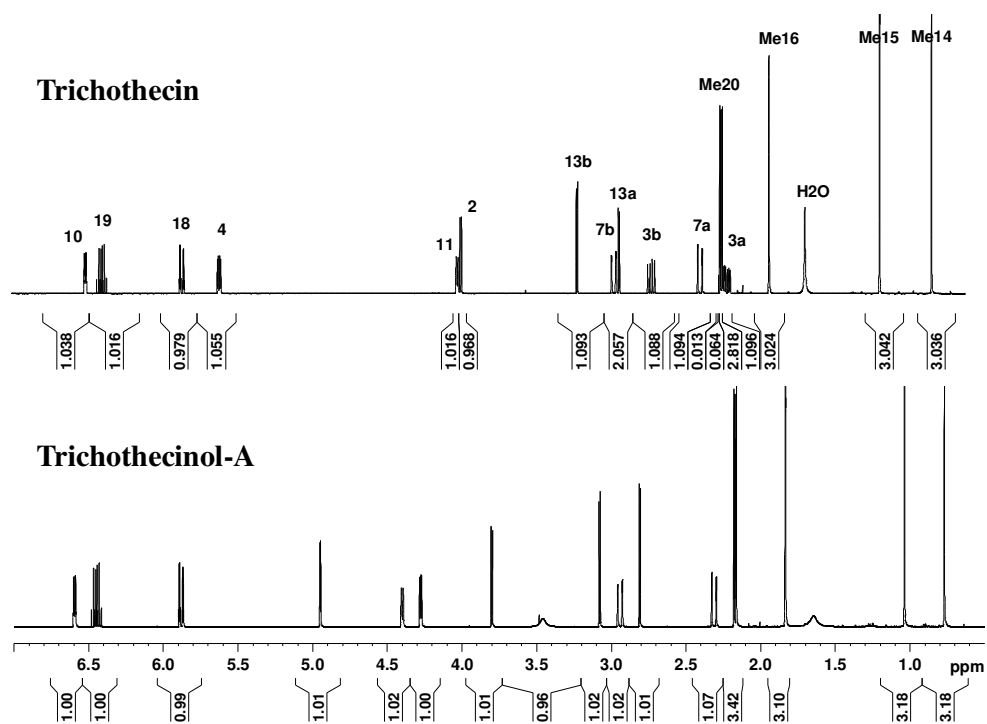 Me16 Me15 Me14
Trichothecin
Me20
13b
13a
19
10
18
4
2
11
7b
3b
7a
3a
H2O
1.038 1.016 0.979 1.055 1.016 0.968 1.093 2.057 1.088 1.094 0.013 0.064 2.818 1.096 3.024 3.042 3.036
Trichothecinol-A
6.5 6.0 5.5 5.0 4.5 4.0 3.5 3.0 2.5 2.0 1.5 1.0 ppm
1.00 1.00 0.99 1.01 1.02 1.00 1.01 0.96 1.02 1.02 1.01 1.07 3.42 3.10 3.18 3.18